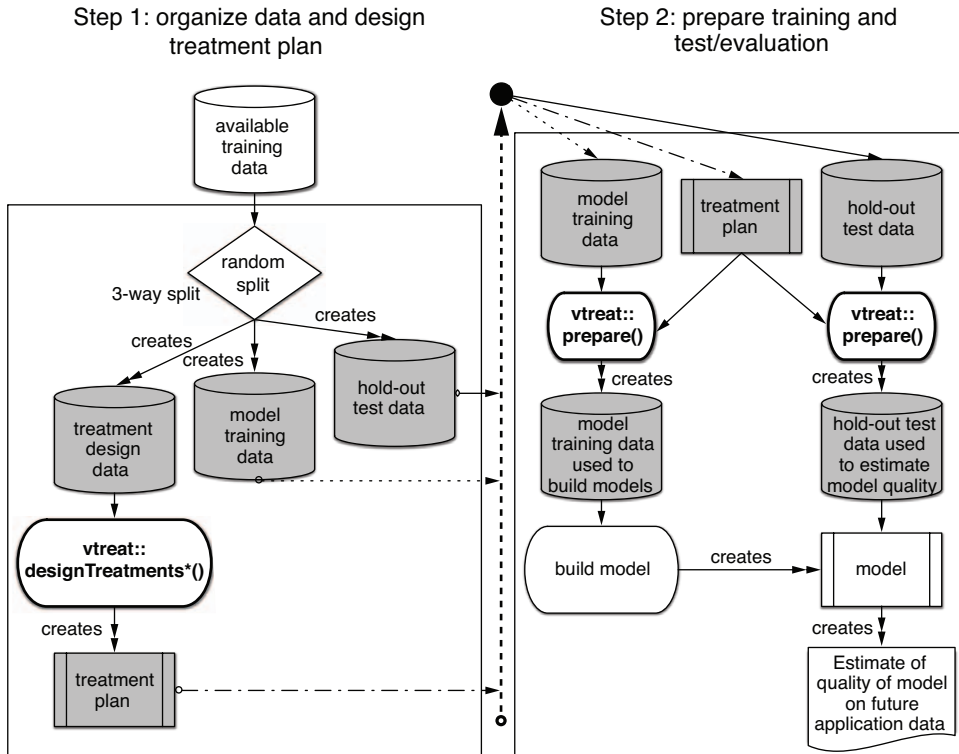 Step 1: organize data and design
treatment plan
available
training
data
random
split
3-way split
creates
creates
creates
treatment
design
data
model
training
data
hold-out
test data
vtreat::
designTreatments*()
creates
treatment
plan
Step 2: prepare training and
test/evaluation
model
training
data
treatment
plan
hold-out
test data
vtreat::
prepare()
vtreat::
prepare()
creates
creates
model
training data
used to
build models
hold-out test
data used
to estimate
model quality
build model
creates
model
creates
Estimate of
quality of model
on future
application data